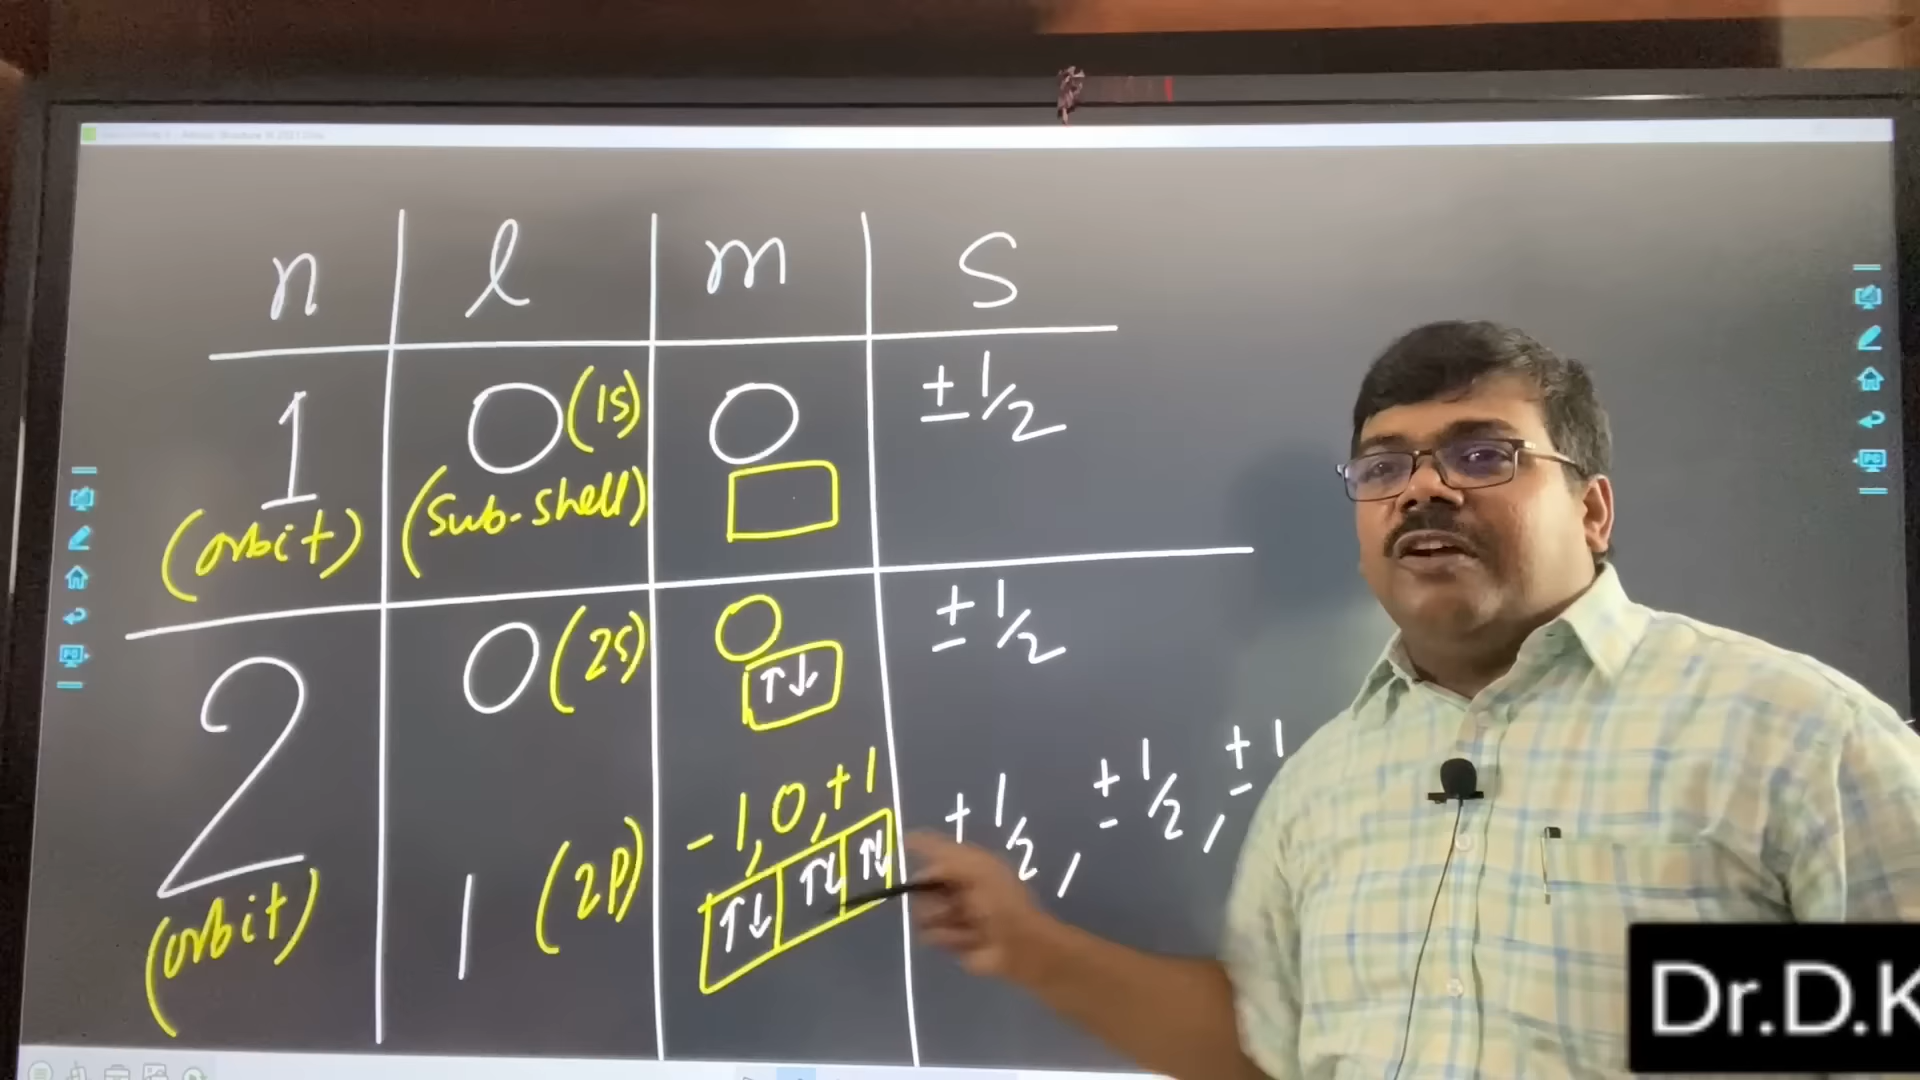 n l m S
1 0 (1S) 0 ± 1/2
(orbit) (Sub-shell)
2 0 (2S) 0 ± 1/2
↑↓
-1, 0, +1
1 (2P) ↑↓ ↑↓ ↑↓ + 1/2, ± 1/2, ± 1
(orbit)
Dr.D.K